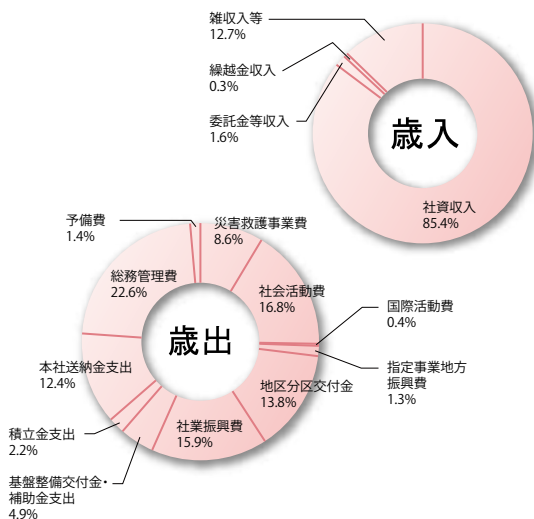 雑収入等
12.7%
繰越金収入
0.3%
委託金等収入
1.6%
歳入
社資収入
85.4%
予備費
1.4%
災害救護事業費
8.6%
総務管理費
22.6%
社会活動費
16.8%
国際活動費
0.4%
歳出
本社送納金支出
12.4%
指定事業地方
振興費
1.3%
地区分区交付金
13.8%
社業振興費
15.9%
積立金支出
2.2%
基盤整備交付金・
補助金支出
4.9%